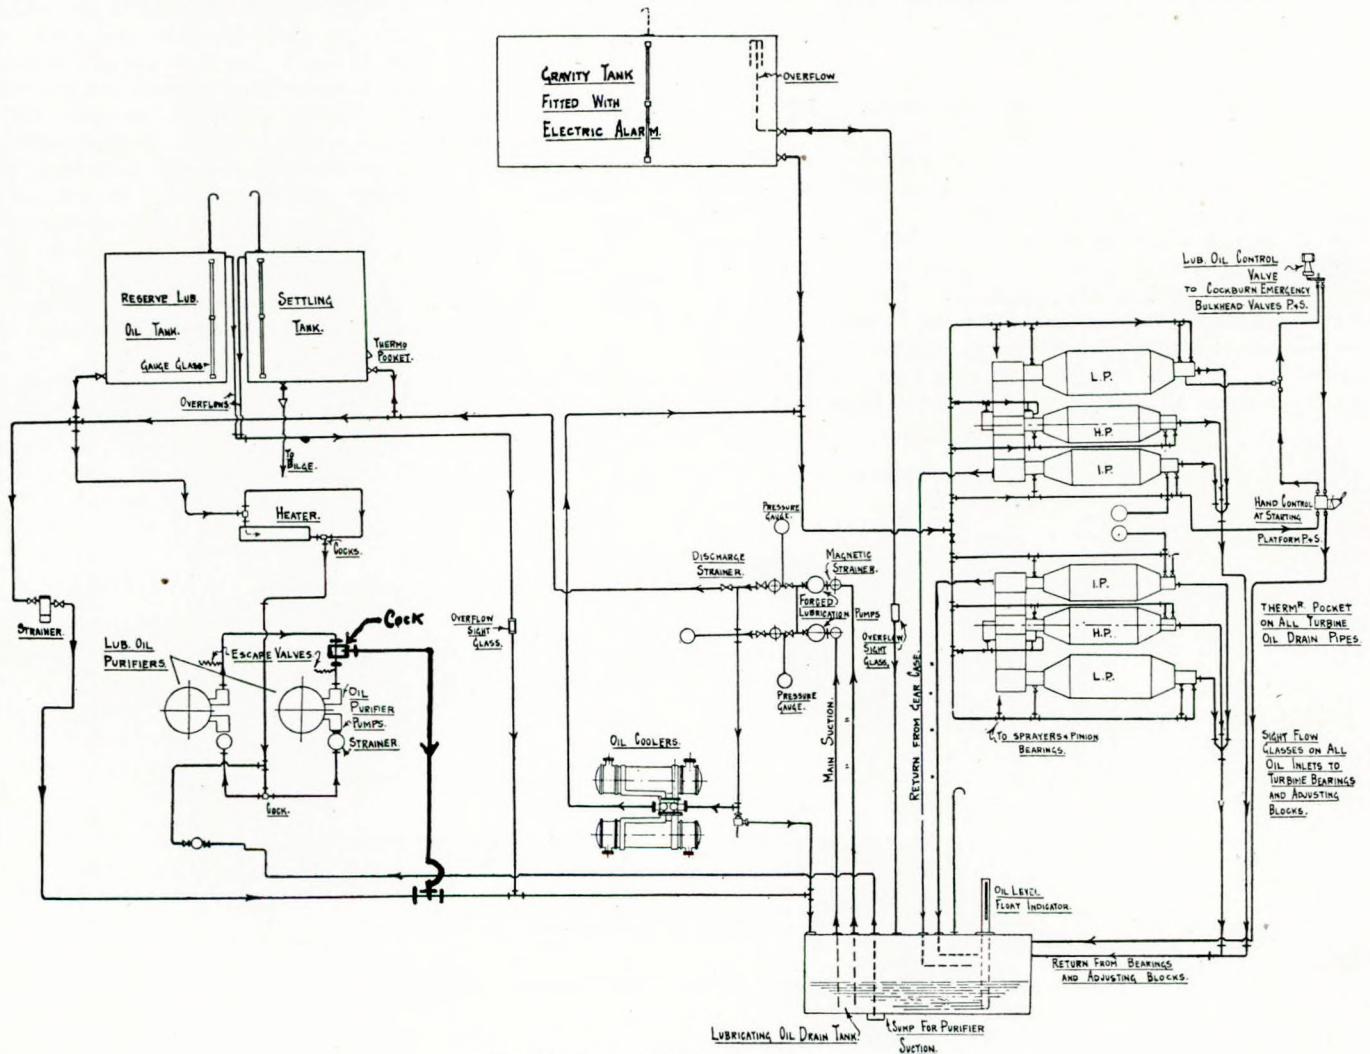 GRAVITY TANK
FITTED WITH
ELECTRIC ALARM.
OVERFLOW
RESERVE LUB.
OIL TANK.
GAUGE GLASS
SETTLING
TANK.
THERMO
POCKET.
OVERFLOWS
TO
BILGE.
HEATER.
COCKS.
STRAINER.
LUB. OIL
PURIFIERS.
ESCAPE VALVES.
COCK
OIL
PURIFIER
PUMPS.
STRAINER.
COCK.
OVERFLOW
SIGHT
GLASS.
OIL COOLERS.
DISCHARGE
STRAINER.
PRESSURE
GAUGE.
MAGNETIC
STRAINER.
FORCED
LUBRICATION PUMPS
PRESSURE
GAUGE.
MAIN SUCTION.
" "
OVERFLOW
SIGHT
GLASS.
RETURN FROM GEAR CASE.
" " " "
LUB. OIL CONTROL
VALVE
TO COCKBURN EMERGENCY
BULKHEAD VALVES P&S.
L.P.
H.P.
I.P.
HAND CONTROL
AT STARTING
PLATFORM P&S.
I.P.
H.P.
L.P.
THERMR. POCKET
ON ALL TURBINE
OIL DRAIN PIPES.
TO SPRAYERS & PINION
BEARINGS.
SIGHT FLOW
GLASSES ON ALL
OIL INLETS TO
TURBINE BEARINGS
AND ADJUSTING
BLOCKS.
OIL LEVEL
FLOAT INDICATOR.
RETURN FROM BEARINGS
AND ADJUSTING BLOCKS.
LUBRICATING OIL DRAIN TANK.
SUMP FOR PURIFIER
SUCTION.